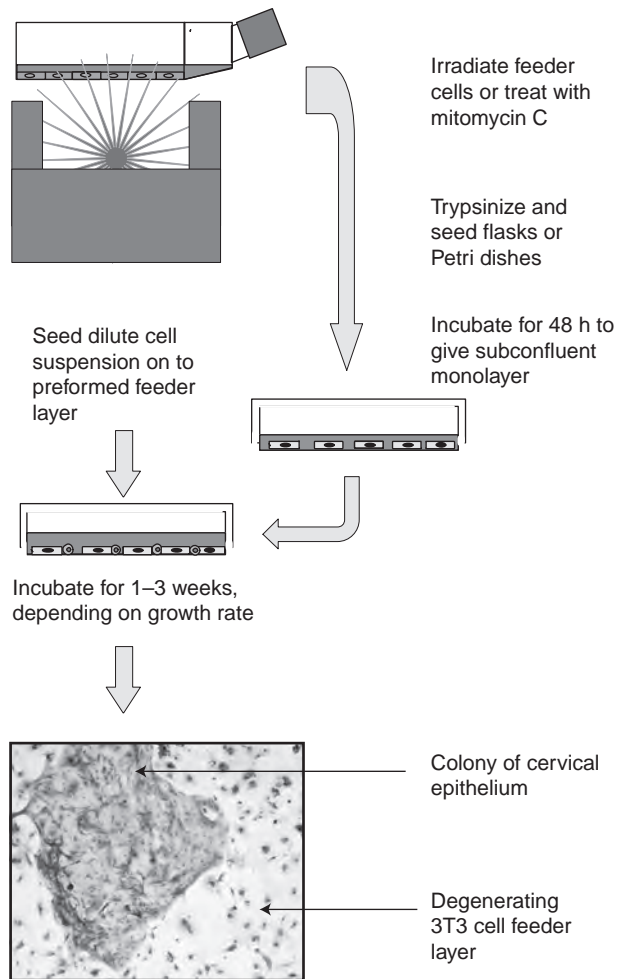 Irradiate feeder
cells or treat with
mitomycin C
Trypsinize and
seed flasks or
Petri dishes
Incubate for 48 h to
give subconfluent
monolayer
Seed dilute cell
suspension on to
preformed feeder
layer
Incubate for 1–3 weeks,
depending on growth rate
Colony of cervical
epithelium
Degenerating
3T3 cell feeder
layer